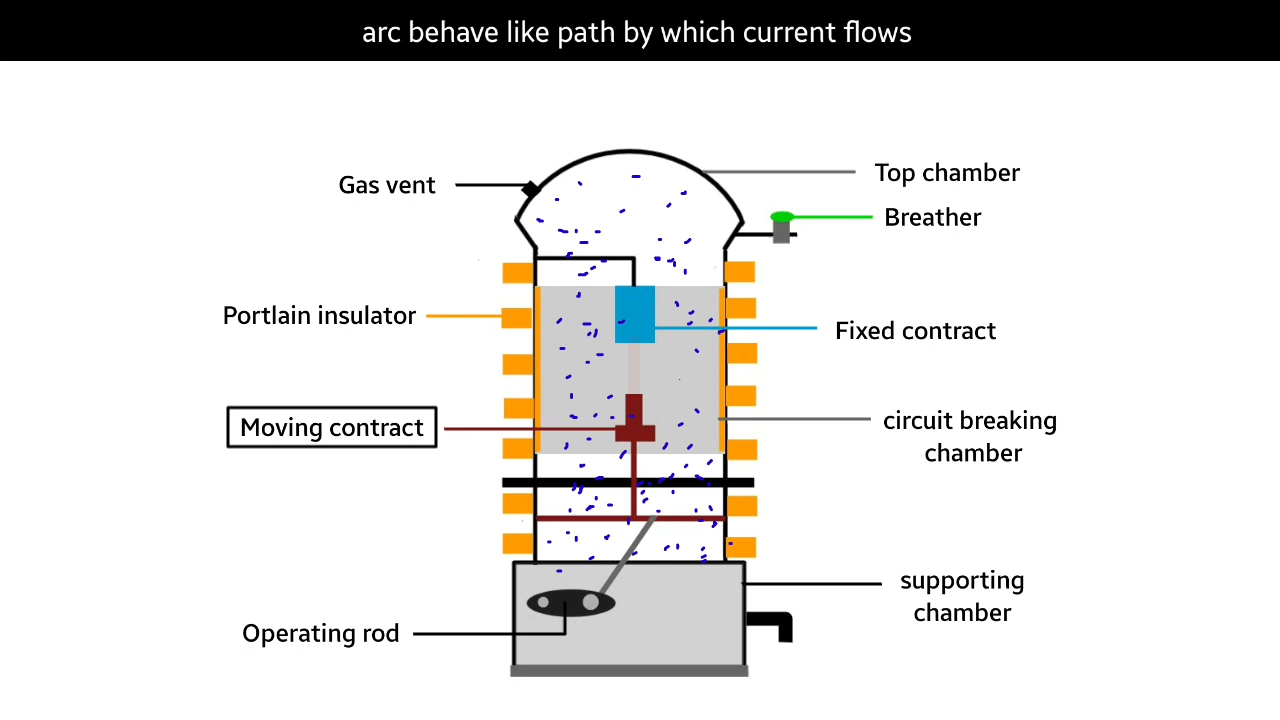 arc behave like path by which current flows
Gas vent
Top chamber
Breather
Portlain insulator
Fixed contract
Moving contract
circuit breaking
chamber
supporting
chamber
Operating rod